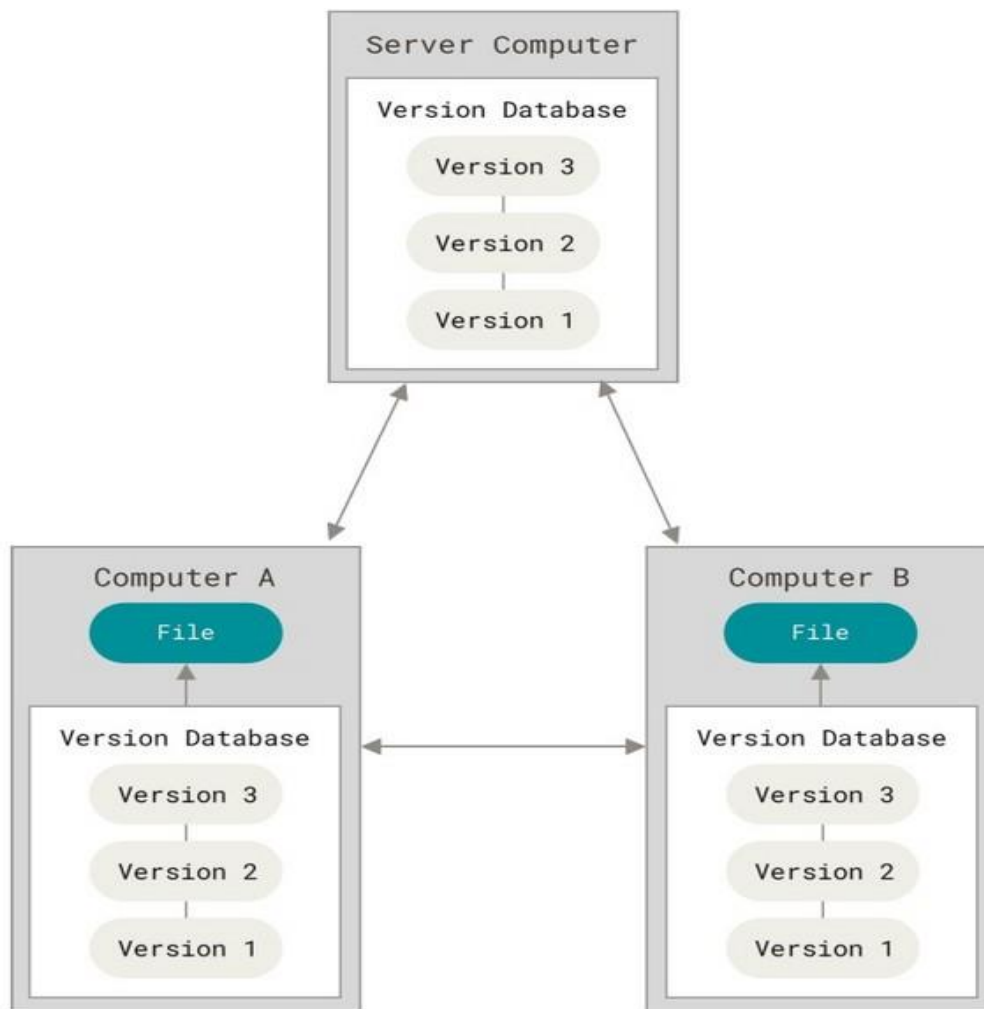 Server Computer
Version Database
Version 3
Version 2
Version 1
Computer A
File
Version Database
Version 3
Version 2
Version 1
Computer B
File
Version Database
Version 3
Version 2
Version 1